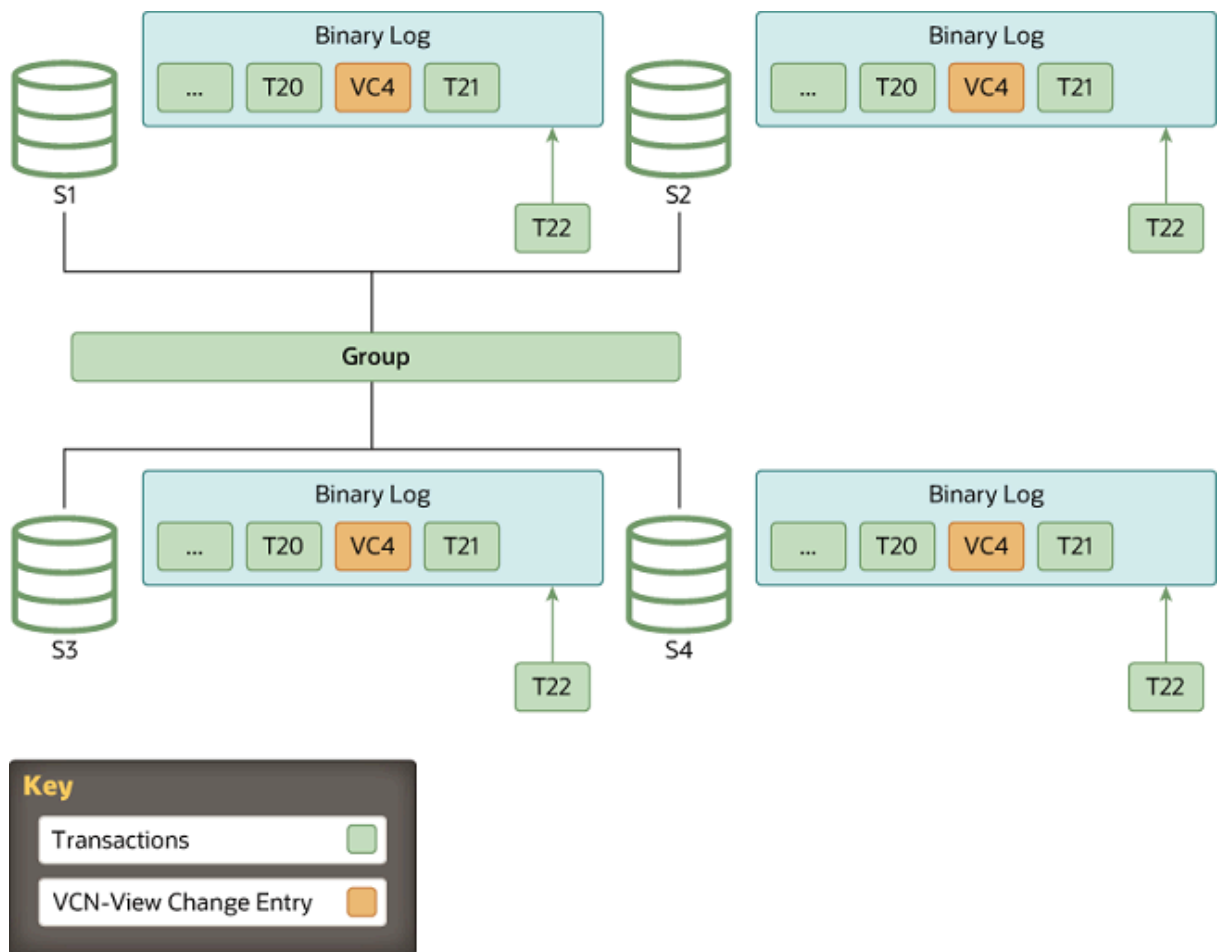 Binary Log
... T20 VC4 T21
S1
T22
Binary Log
... T20 VC4 T21
S2
T22
Group
Binary Log
... T20 VC4 T21
S3
T22
Binary Log
... T20 VC4 T21
S4
T22
Key
Transactions
VCN-View Change Entry